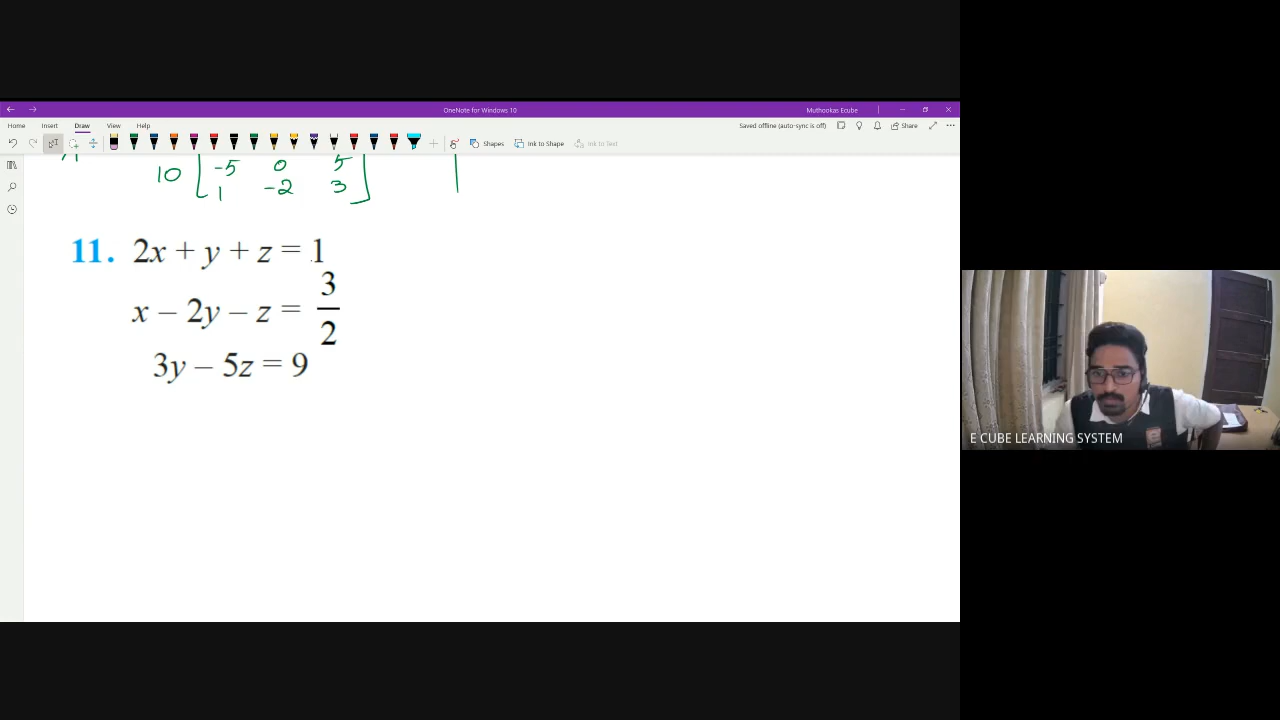 OneNote for Windows 10
Muthookas Ecube
Home Insert Draw View Help
Saved offline (auto-sync is off)
Share
Shapes
Ink to Shape
Ink to Text
10 -5 0 5
1 -2 3
11. 2x + y + z = 1
x − 2y − z = 3/2
3y − 5z = 9
E CUBE LEARNING SYSTEM